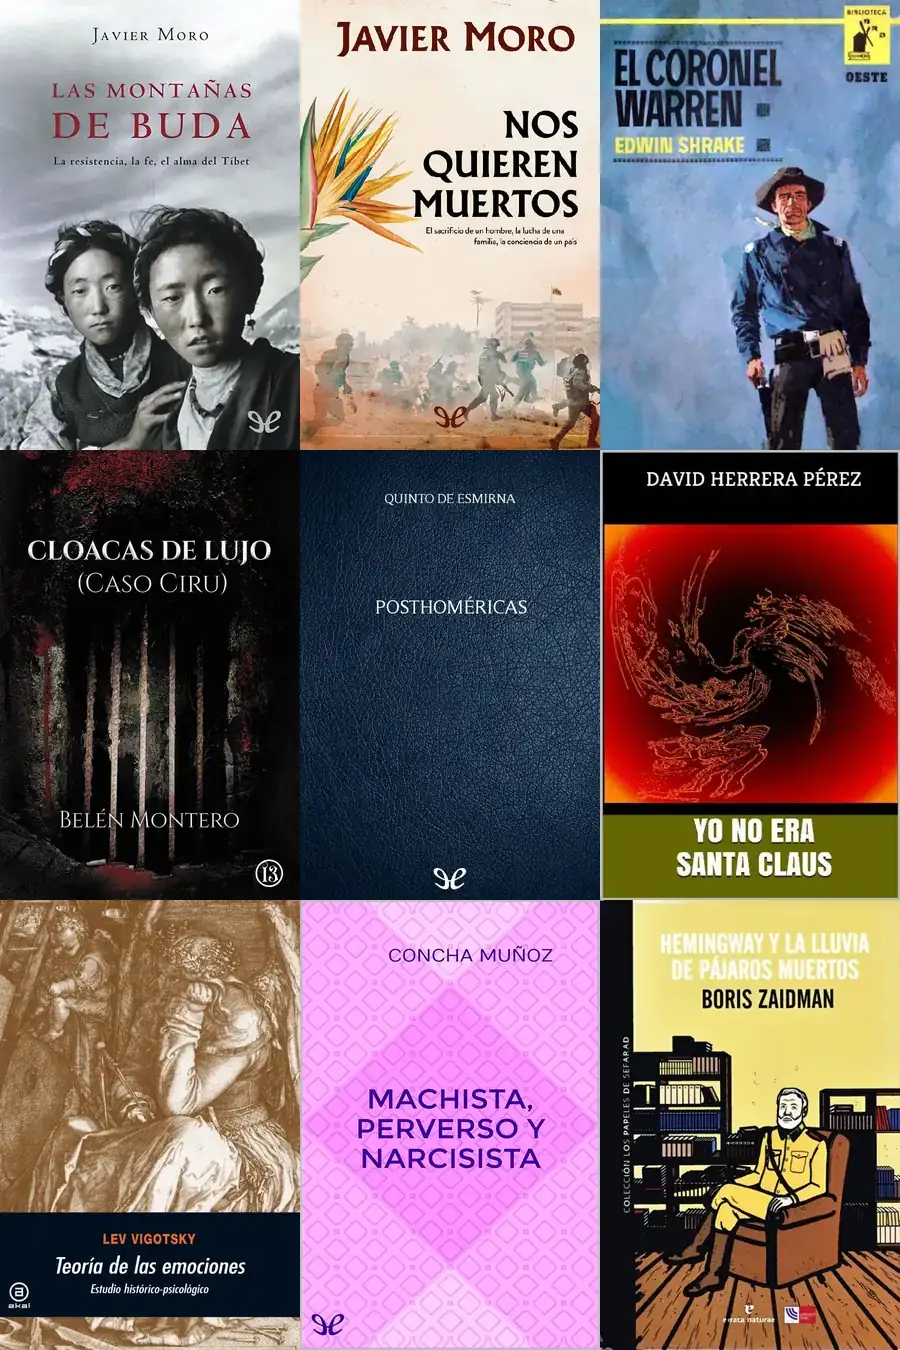 JAVIER MORO
LAS MONTAÑAS
DE BUDA
La resistencia, la fe, el alma del Tíbet
JAVIER MORO
NOS
QUIEREN
MUERTOS
El sacrificio de un hombre, la lucha de una
familia, la conciencia de un país
BIBLIOTECA
OESTE
EL CORONEL
WARREN
EDWIN SHRAKE
CLOACAS DE LUJO
(CASO CIRU)
BELÉN MONTERO
13
QUINTO DE ESMIRNA
POSTHOMÉRICAS
DAVID HERRERA PÉREZ
YO NO ERA
SANTA CLAUS
LEV VIGOTSKY
Teoría de las emociones
Estudio histórico-psicológico
akal
CONCHA MUÑOZ
MACHISTA,
PERVERSO Y
NARCISISTA
HEMINGWAY Y LA LLUVIA
DE PÁJAROS MUERTOS
BORIS ZAIDMAN
COLECCIÓN LOS PAPELES DE SEFARAD
errata naturae